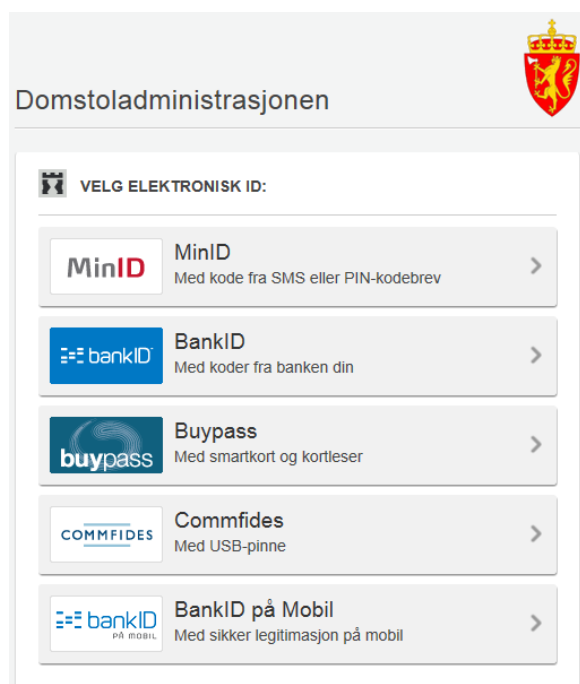 Domstoladministrasjonen
VELG ELEKTRONISK ID:
MinID
MinID
Med kode fra SMS eller PIN-kodebrev
bankID
BankID
Med koder fra banken din
buypass
Buypass
Med smartkort og kortleser
COMMFIDES
Commfides
Med USB-pinne
bankID
PÅ MOBIL
BankID på Mobil
Med sikker legitimasjon på mobil